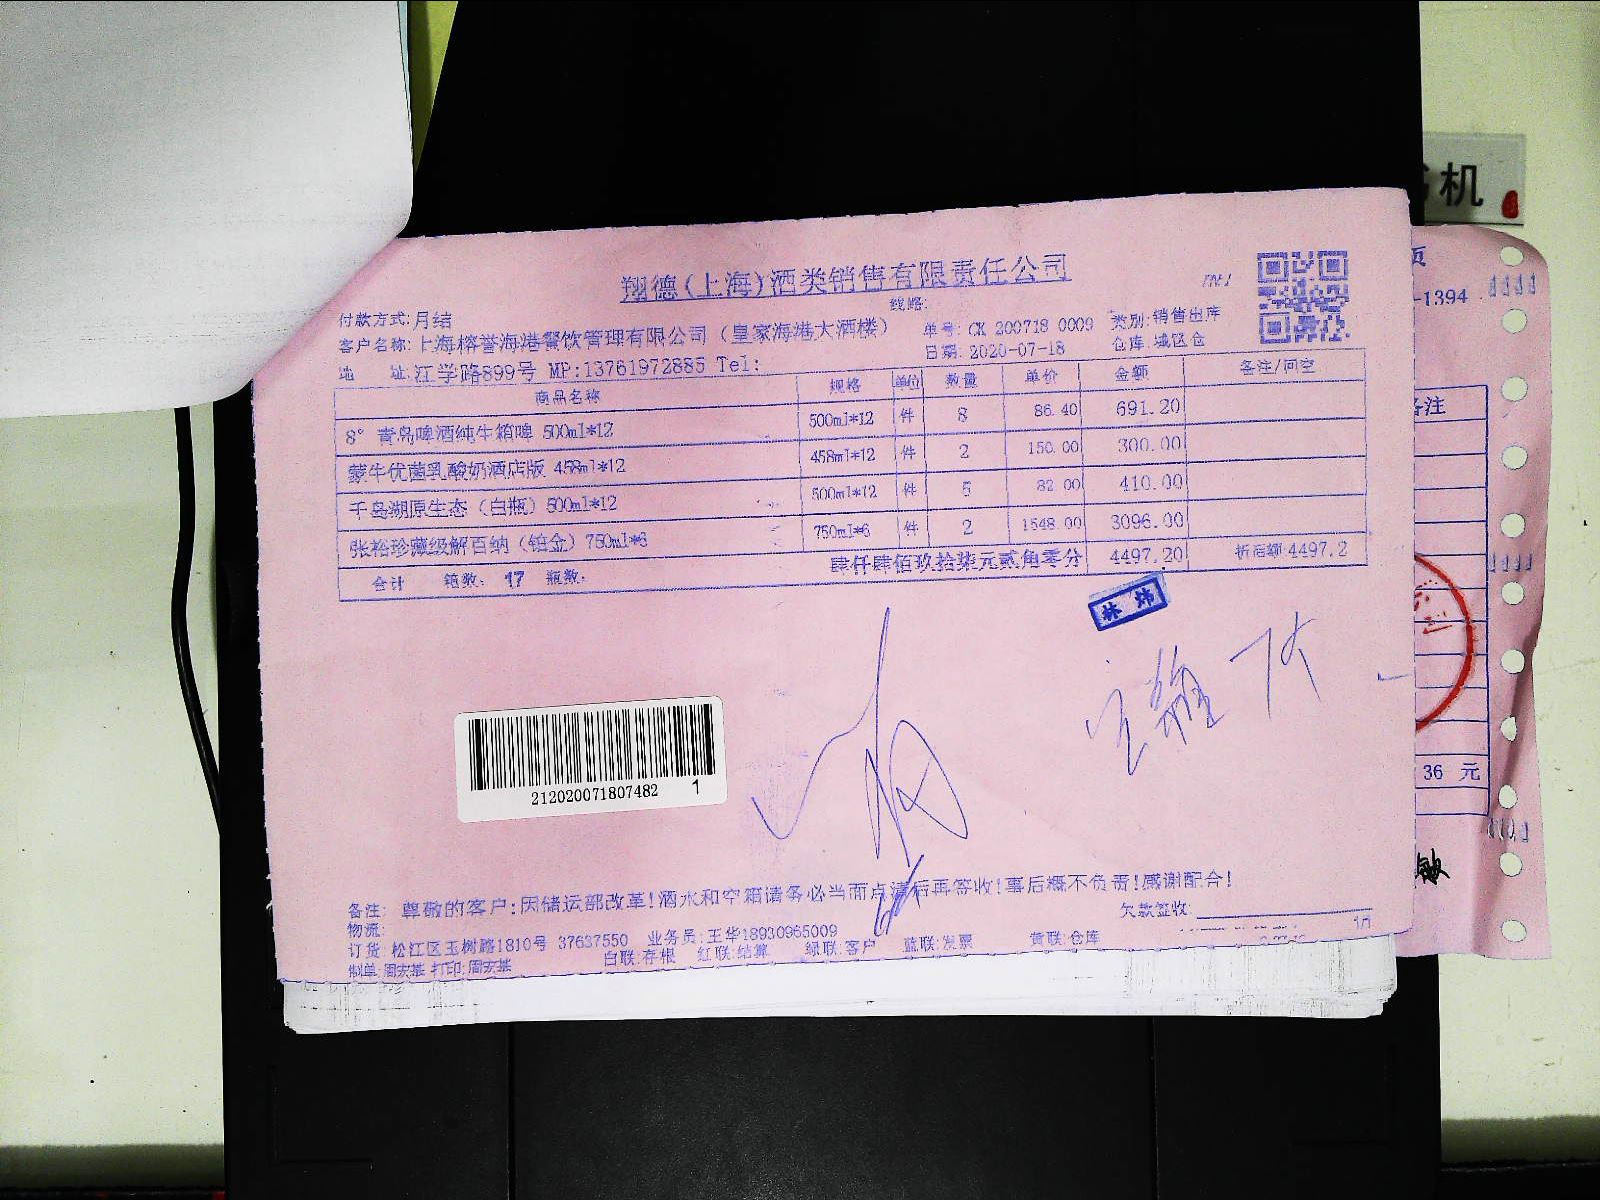 机
翔德(上海)酒类销售有限责任公司
线路:
付款方式:月结
客户名称:上海榕誉海港餐饮管理有限公司(皇家海港大酒楼) 单号: CK 200718 0009 类别:销售出库
地 址:江学路899号 MP:13761972885 Tel: 日期: 2020-07-18 仓库:城区仓
商品名称 规格 单位 数量 单价 金额 备注/回空
8° 青岛啤酒纯生箱啤 500ml*12 500ml*12 件 8 86.40 691.20
蒙牛优菌乳酸奶酒店版 458ml*12 458ml*12 件 2 150.00 300.00
千岛湖原生态(白瓶)500ml*12 500ml*12 件 5 82.00 410.00
张裕珍藏级解百纳(铂金)750ml*6 750ml*6 件 2 1548.00 3096.00
合计 箱数: 17 瓶数: 肆仟肆佰玖拾柒元贰角零分 4497.20 折后额:4497.2
林炜
212020071807482 1
备注: 尊敬的客户:因储运部改革!酒水和空箱请务必当面点清标再签收!事后概不负责!感谢配合!
物流: 欠款签收:
订货:松江区玉树路1810号 37637550 业务员:王华18930965009
制单:周宏基 打印:周宏基 白联:存根 红联:结算 绿联:客户 蓝联:发票 黄联:仓库
1/1
-1394
备注
36 元